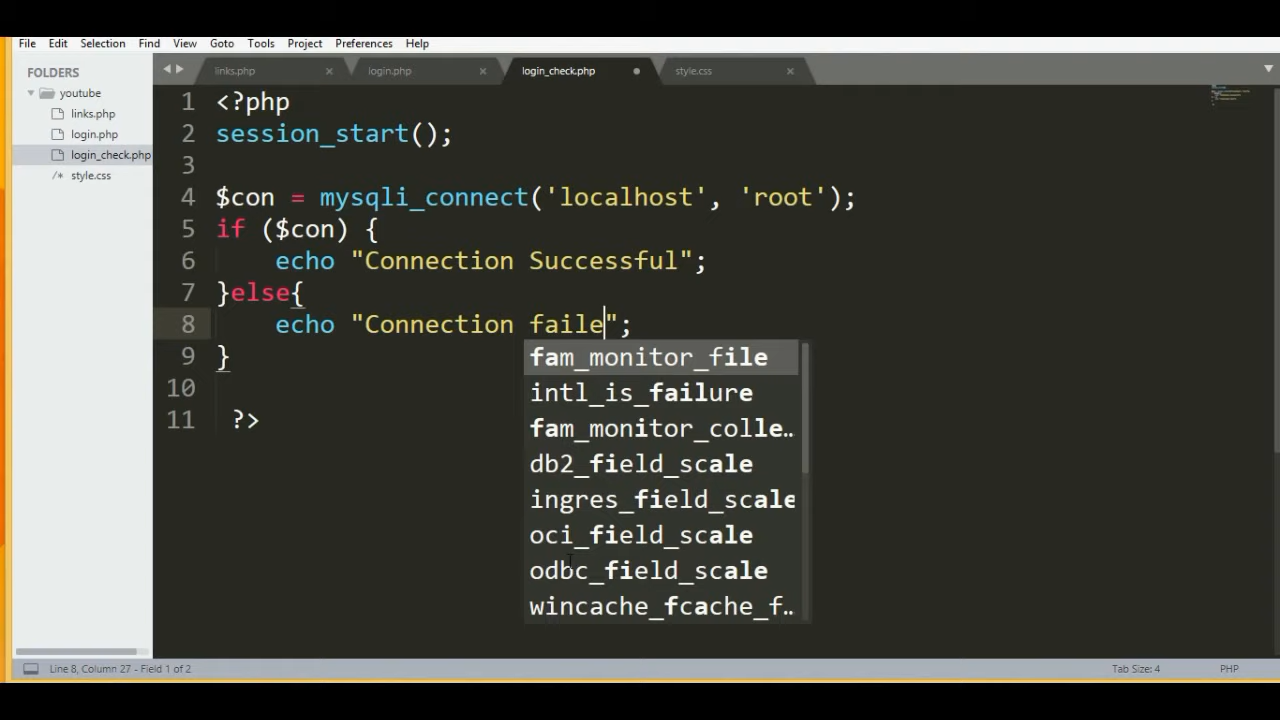 File Edit Selection Find View Goto Tools Project Preferences Help
FOLDERS
youtube
links.php
login.php
login_check.php
/* style.css
links.php × login.php × login_check.php style.css ×
1 <?php
2 session_start();
3
4 $con = mysqli_connect('localhost', 'root');
5 if ($con) {
6 echo "Connection Successful";
7 }else{
8 echo "Connection faile";
9 }
10
11 ?>
fam_monitor_file
intl_is_failure
fam_monitor_colle..
db2_field_scale
ingres_field_scale
oci_field_scale
odbc_field_scale
wincache_fcache_f..
Line 8, Column 27 - Field 1 of 2 Tab Size: 4 PHP